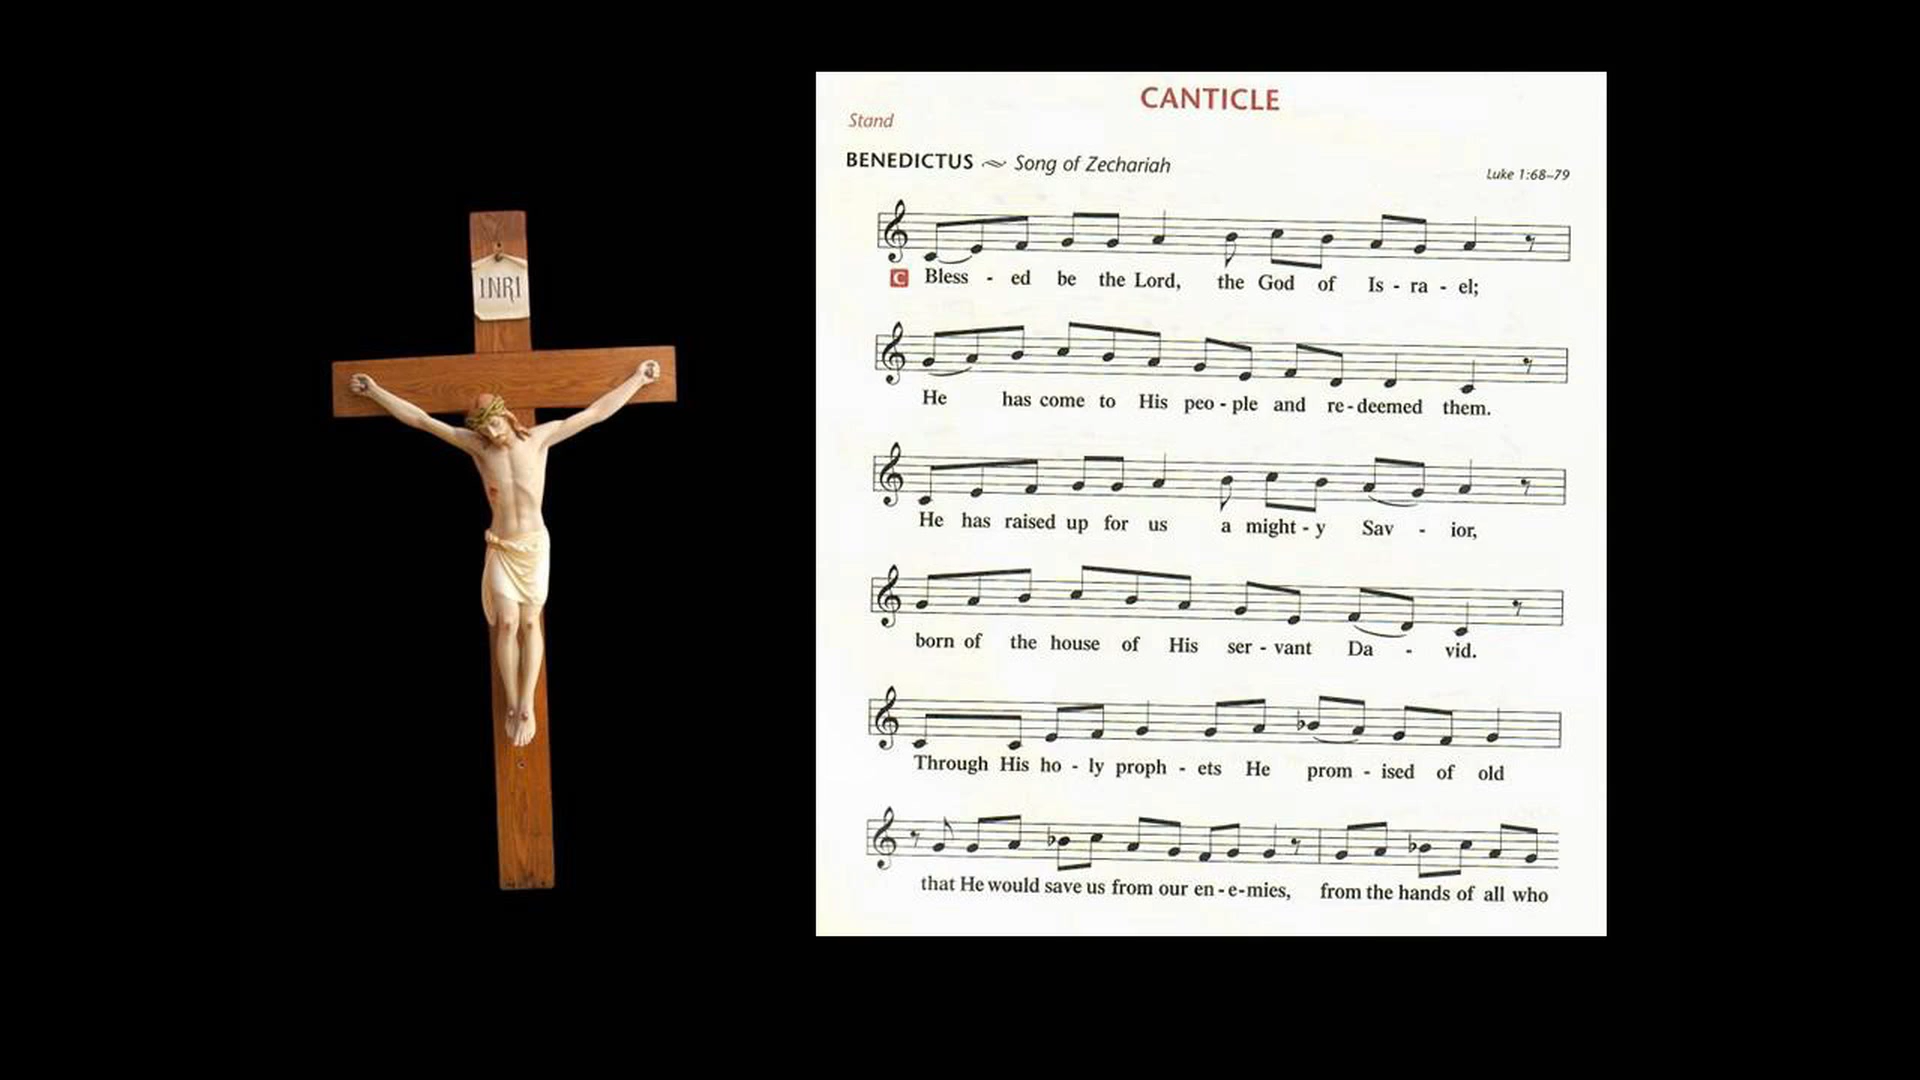 INRI
CANTICLE
Stand
BENEDICTUS ~ Song of Zechariah
Luke 1:68–79
C Bless - ed be the Lord, the God of Is - ra - el;
He has come to His peo - ple and re - deemed them.
He has raised up for us a might - y Sav - ior,
born of the house of His ser - vant Da - vid.
Through His ho - ly proph - ets He prom - ised of old
that He would save us from our en - e - mies, from the hands of all who